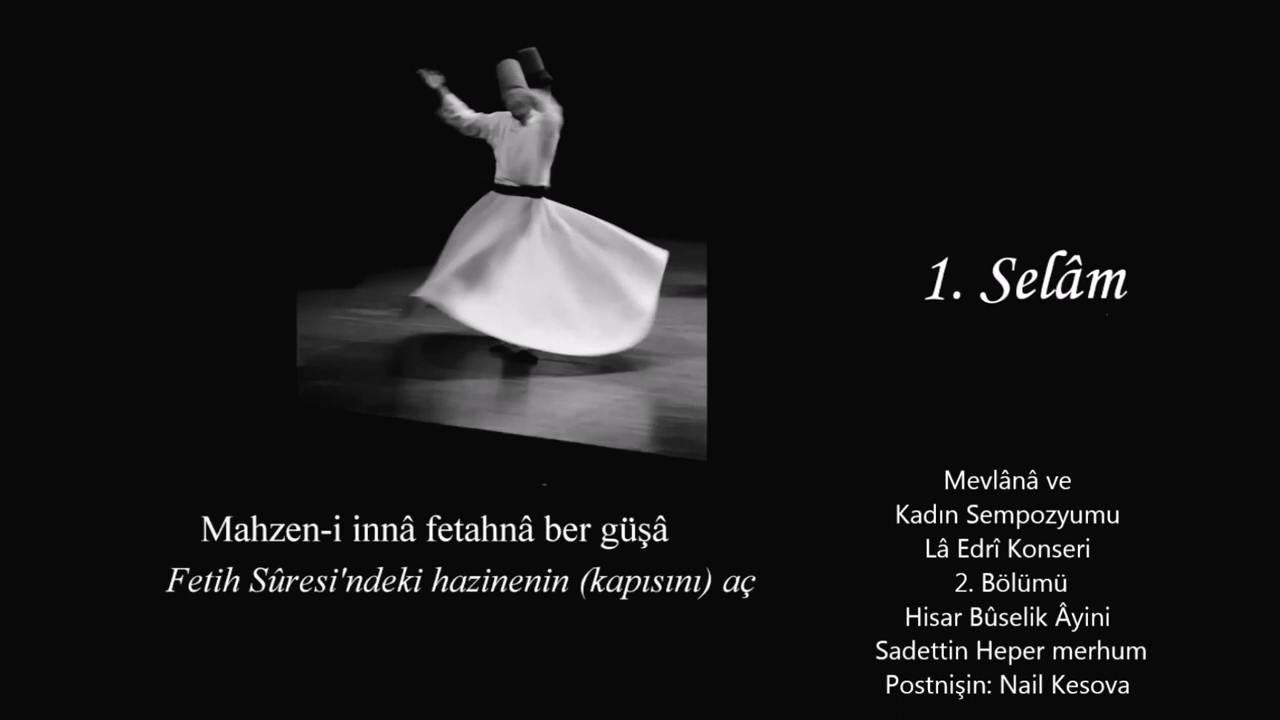 1. Selâm
Mahzen-i innâ fetahnâ ber güşâ
Fetih Sûresi'ndeki hazinenin (kapısını) aç
Mevlânâ ve
Kadın Sempozyumu
Lâ Edrî Konseri
2. Bölümü
Hisar Bûselik Âyini
Sadettin Heper merhum
Postnişin: Nail Kesova